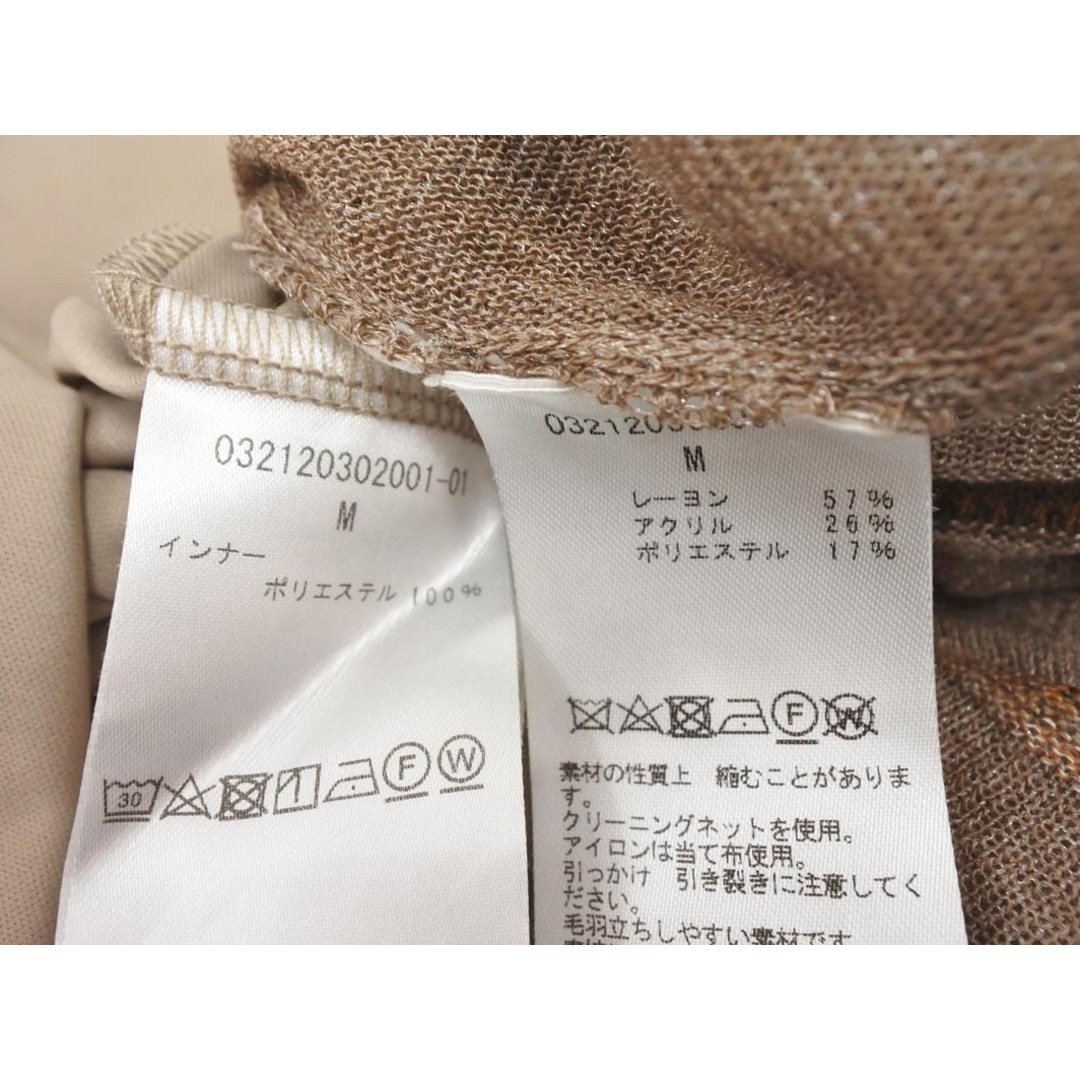 032120302001-01
M
インナー
ポリエステル 100%
30
F
W
M
レーヨン 57%
アクリル 26%
ポリエステル 17%
F
W
素材の性質上 縮むことがありま
す。
クリーニングネットを使用。
アイロンは当て布使用。
引っかけ 引き裂きに注意してく
ださい。
毛羽立ちしやすい素材です